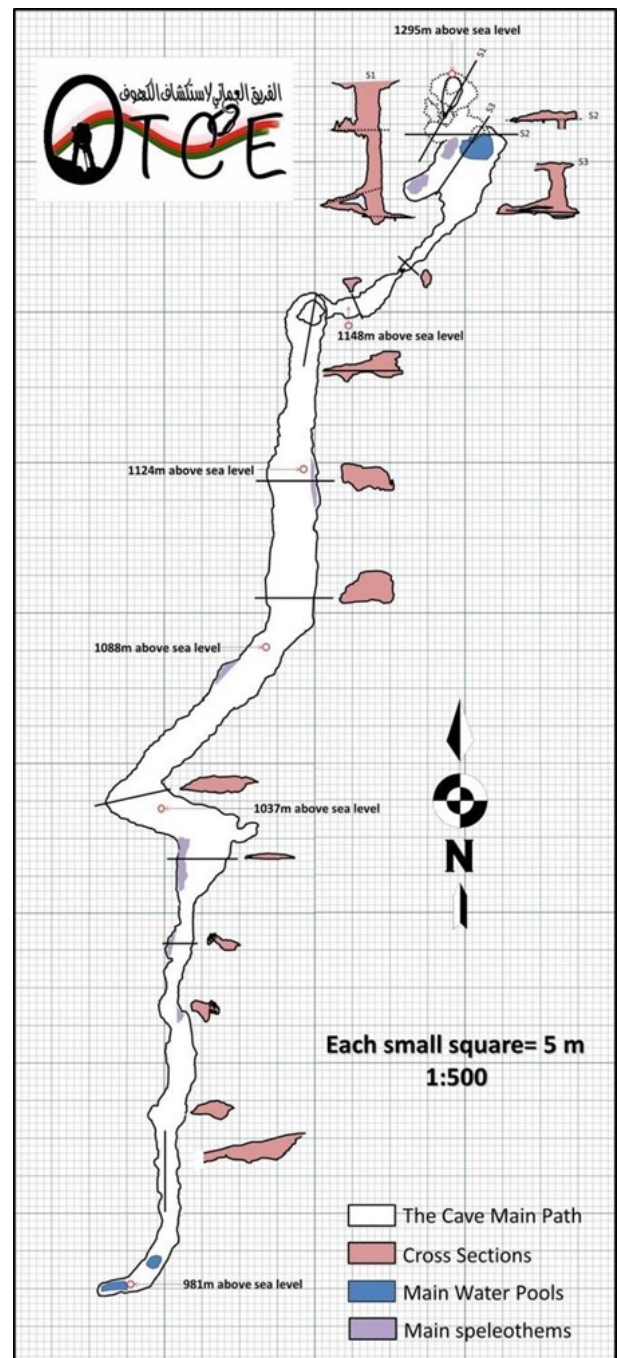 1295m above sea level
الفريق العماني لاستكشاف الكهوف
OTCE
S1
S1
S3
S2
S2
S3
1148m above sea level
1124m above sea level
1088m above sea level
1037m above sea level
N
Each small square= 5 m
1:500
The Cave Main Path
Cross Sections
Main Water Pools
981m above sea level
Main speleothems